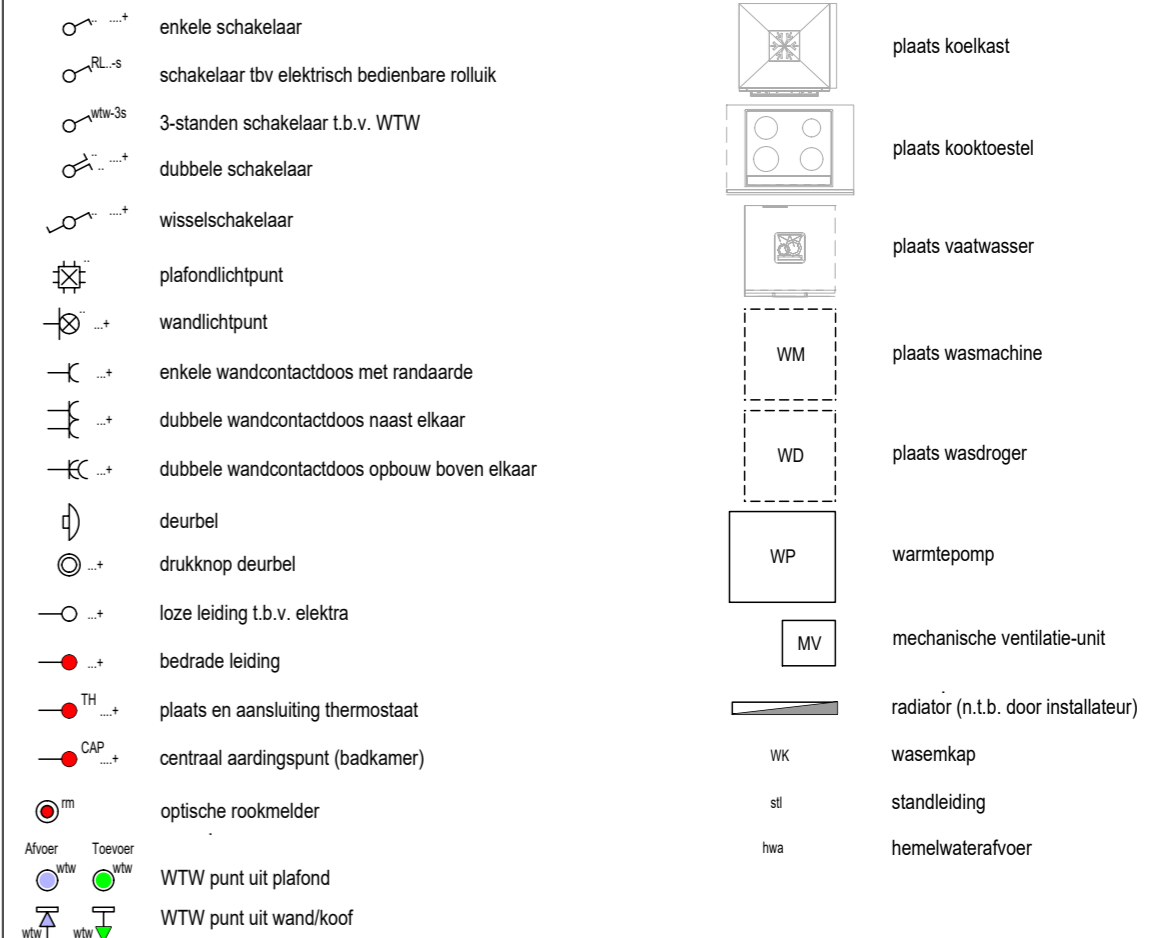 .. ....+ enkele schakelaar
RL..-s schakelaar tbv elektrisch bedienbare rolluik
wtw-3s 3-standen schakelaar t.b.v. WTW
.. .. ....+ dubbele schakelaar
.. ....+ wisselschakelaar
.. plafondlichtpunt
.. ...+ wandlichtpunt
...+ enkele wandcontactdoos met randaarde
...+ dubbele wandcontactdoos naast elkaar
...+ dubbele wandcontactdoos opbouw boven elkaar
deurbel
...+ drukknop deurbel
...+ loze leiding t.b.v. elektra
...+ bedrade leiding
TH ....+ plaats en aansluiting thermostaat
CAP ....+ centraal aardingspunt (badkamer)
rm optische rookmelder
Afvoer Toevoer
wtw wtw WTW punt uit plafond
wtw wtw WTW punt uit wand/koof
plaats koelkast
plaats kooktoestel
plaats vaatwasser
WM plaats wasmachine
WD plaats wasdroger
WP warmtepomp
MV mechanische ventilatie-unit
radiator (n.t.b. door installateur)
WK wasemkap
stl standleiding
hwa hemelwaterafvoer